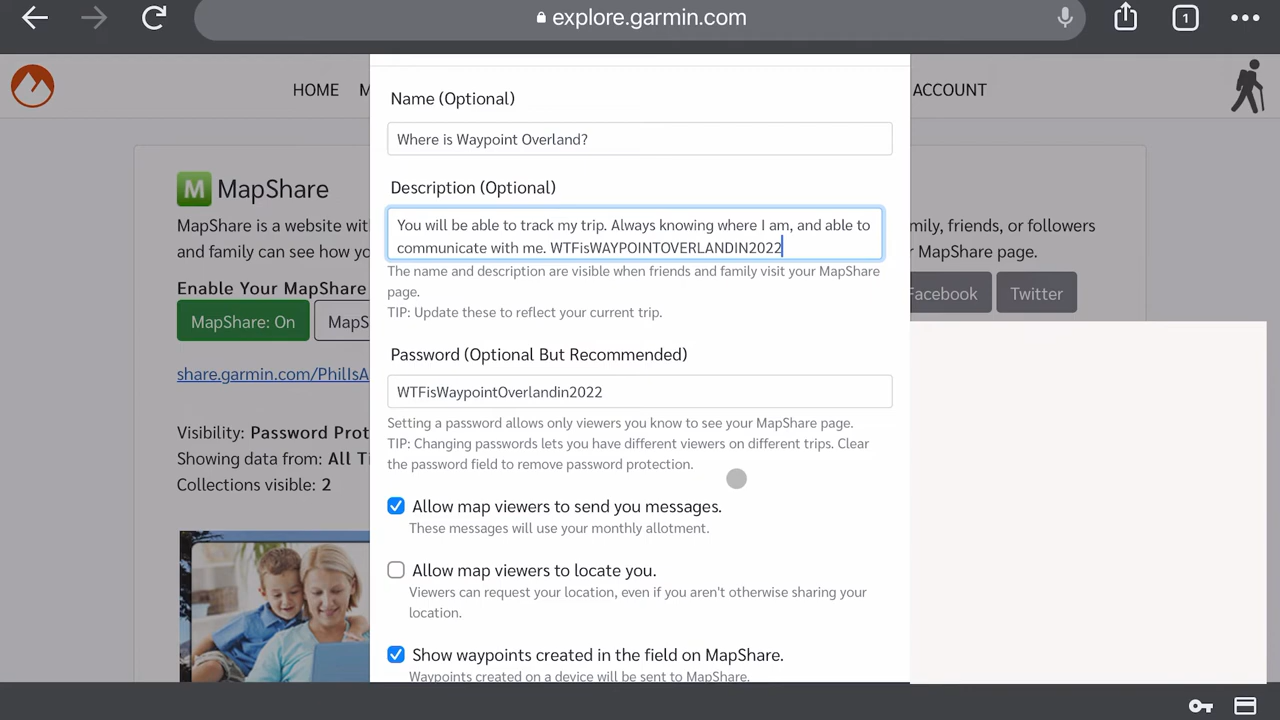 explore.garmin.com
1
HOME M
ACCOUNT
Name (Optional)
Where is Waypoint Overland?
Description (Optional)
You will be able to track my trip. Always knowing where I am, and able to
communicate with me. WTFisWAYPOINTOVERLANDIN2022
The name and description are visible when friends and family visit your MapShare
page.
TIP: Update these to reflect your current trip.
Password (Optional But Recommended)
WTFisWaypointOverlandin2022
Setting a password allows only viewers you know to see your MapShare page.
TIP: Changing passwords lets you have different viewers on different trips. Clear
the password field to remove password protection.
Allow map viewers to send you messages.
These messages will use your monthly allotment.
Allow map viewers to locate you.
Viewers can request your location, even if you aren't otherwise sharing your
location.
Show waypoints created in the field on MapShare.
Waypoints created on a device will be sent to MapShare.
M MapShare
MapShare is a website wit
and family can see how yo
Enable Your MapShare
MapShare: On
MapS
share.garmin.com/PhilIsA
Visibility: Password Prot
Showing data from: All Ti
Collections visible: 2
mily, friends, or followers
r MapShare page.
Facebook
Twitter